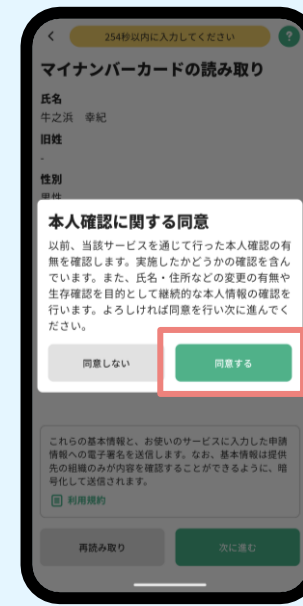 254秒以内に入力してください
?
マイナンバーカードの読み取り
氏名
牛之浜 幸紀
旧姓
-
性別
男性
本人確認に関する同意
以前、当該サービスを通じて行った本人確認の有
無を確認します。実施したかどうかの確認を含ん
でいます。また、氏名・住所などの変更の有無や
生存確認を目的として継続的な本人情報の確認を
行います。よろしければ同意を行い次に進んでく
ださい。
同意しない
同意する
これらの基本情報と、お使いのサービスに入力した申請
情報への電子署名を送信します。なお、基本情報は提供
先の組織のみが内容を確認することができるように、暗
号化して送信されます。
利用規約
再読み取り
次に進む